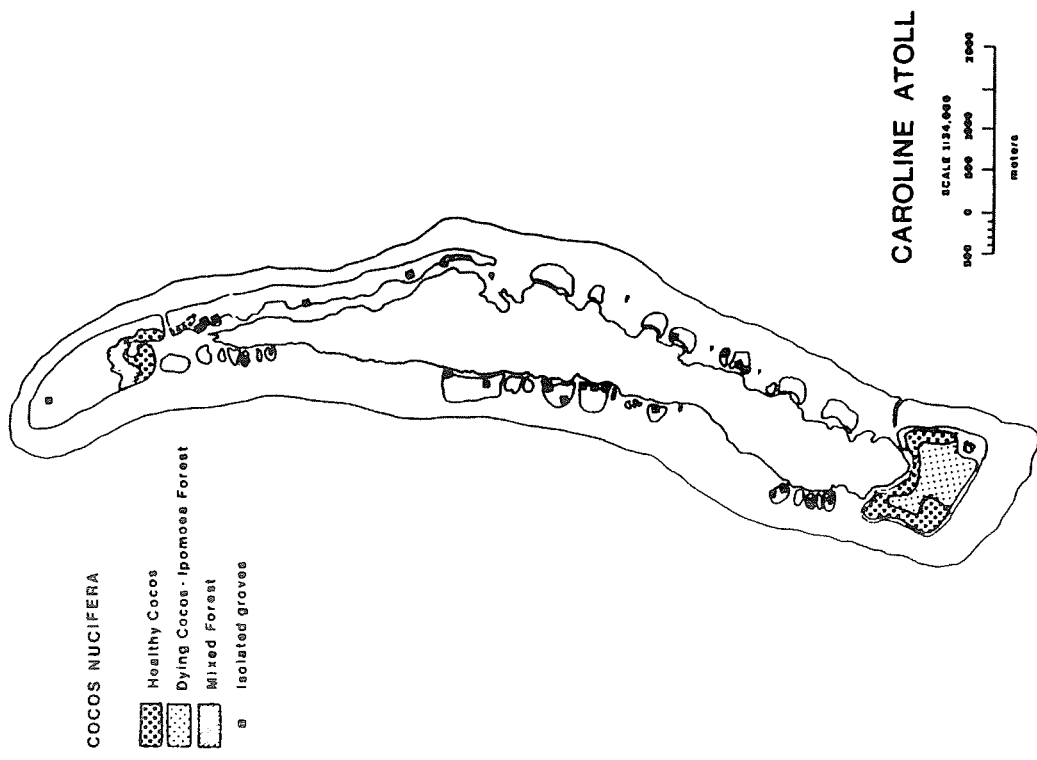 COCOS NUCIFERA
Healthy Cocos
Dying Cocos - Ipomoea Forest
Mixed Forest
Isolated groves
CAROLINE ATOLL
SCALE 1:34,000
500 0 500 1000 2000
meters